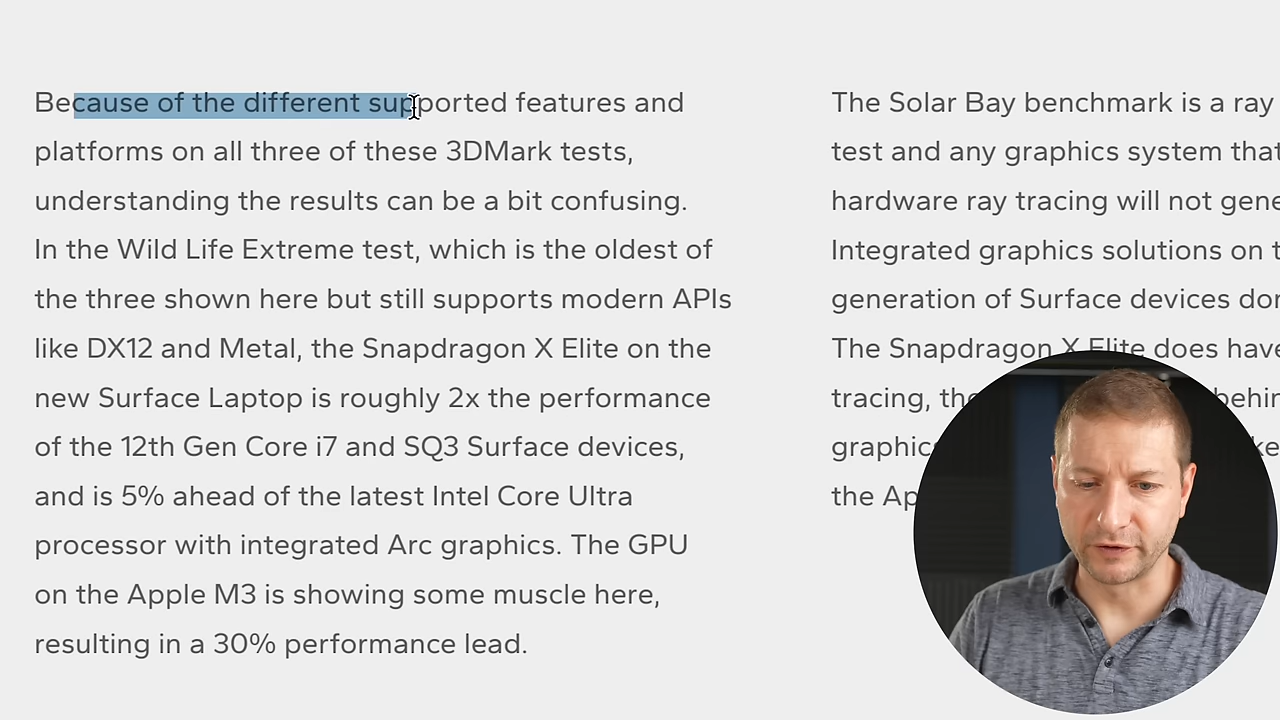 Because of the different supported features and
platforms on all three of these 3DMark tests,
understanding the results can be a bit confusing.
In the Wild Life Extreme test, which is the oldest of
the three shown here but still supports modern APIs
like DX12 and Metal, the Snapdragon X Elite on the
new Surface Laptop is roughly 2x the performance
of the 12th Gen Core i7 and SQ3 Surface devices,
and is 5% ahead of the latest Intel Core Ultra
processor with integrated Arc graphics. The GPU
on the Apple M3 is showing some muscle here,
resulting in a 30% performance lead.
The Solar Bay benchmark is a ray
test and any graphics system that
hardware ray tracing will not
Integrated graphics solutions on
generation of Surface devices
The Snapdragon X Elite does have
tracing,
graphics
the